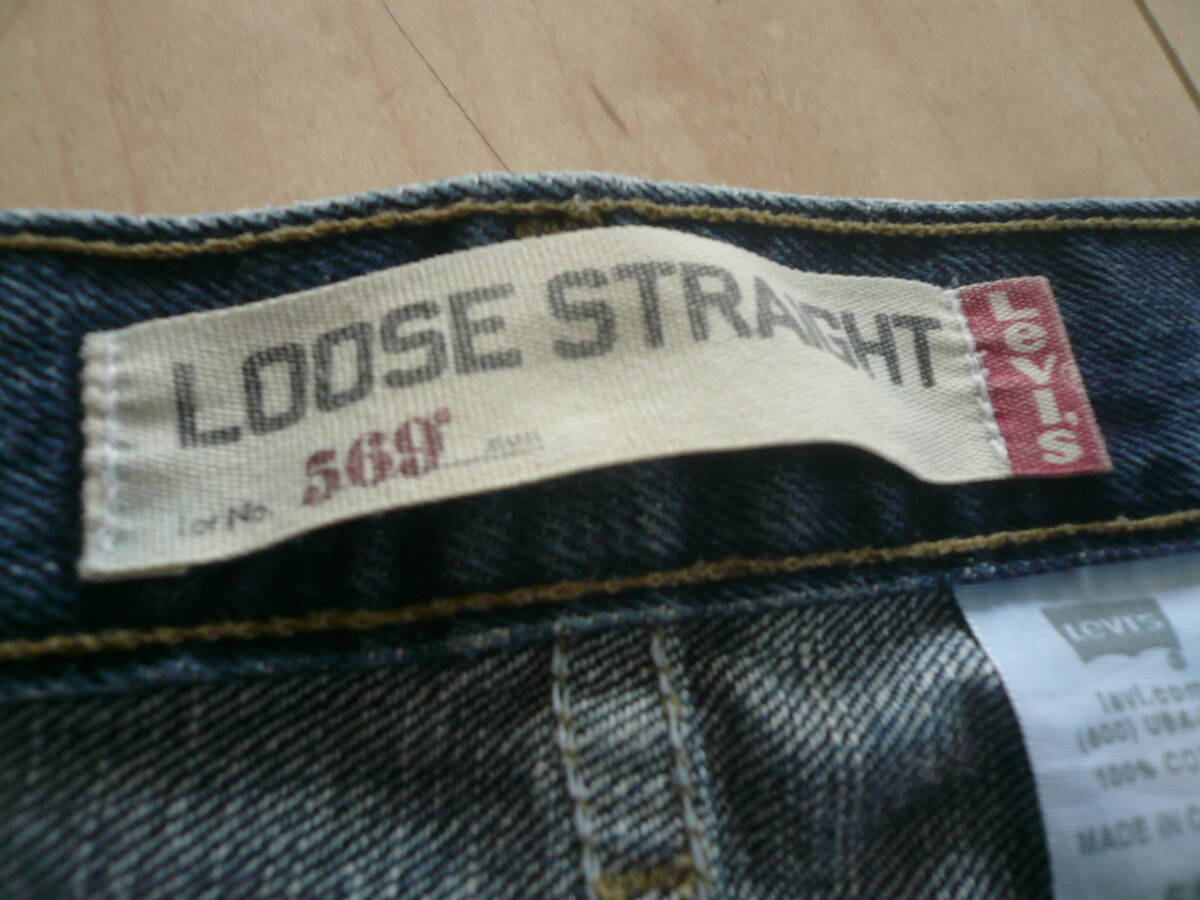 LOOSE STRAIGHT
Lot No. 569
Levi's
Levi's
levi.com
(800) USA
100% CO
MADE IN C